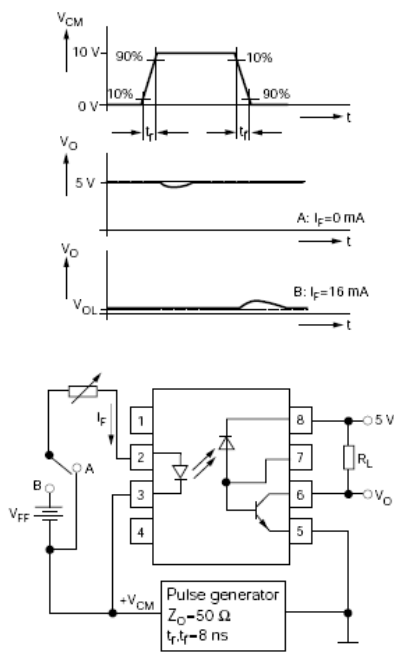 VCM
10 V
90%
10%
10%
90%
0 V
tr
tf
t
VO
5 V
A: IF=0 mA
t
VO
B: IF=16 mA
VOL
t
1
8
5 V
IF
2
7
RL
A
B
3
6
VO
VFF
4
5
+VCM
Pulse generator
ZO=50 Ω
tr,tf=8 ns